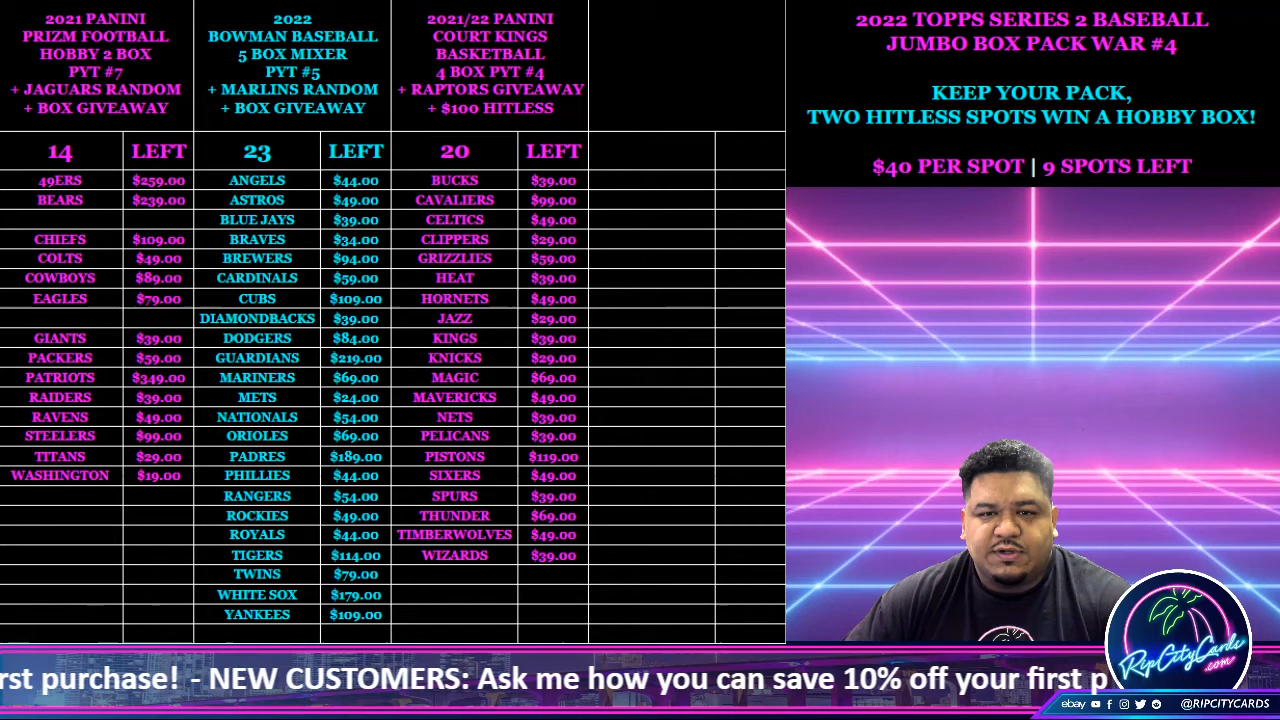 2021 PANINI
PRIZM FOOTBALL
HOBBY 2 BOX
PYT #7
+ JAGUARS RANDOM
+ BOX GIVEAWAY
2022
BOWMAN BASEBALL
5 BOX MIXER
PYT #5
+ MARLINS RANDOM
+ BOX GIVEAWAY
2021/22 PANINI
COURT KINGS
BASKETBALL
4 BOX PYT #4
+ RAPTORS GIVEAWAY
+ $100 HITLESS
2022 TOPPS SERIES 2 BASEBALL
JUMBO BOX PACK WAR #4
KEEP YOUR PACK,
TWO HITLESS SPOTS WIN A HOBBY BOX!
$40 PER SPOT | 9 SPOTS LEFT
14 LEFT 23 LEFT 20 LEFT
49ERS $259.00 ANGELS $44.00 BUCKS $39.00
BEARS $239.00 ASTROS $49.00 CAVALIERS $99.00
BLUE JAYS $39.00 CELTICS $49.00
CHIEFS $109.00 BRAVES $34.00 CLIPPERS $29.00
COLTS $49.00 BREWERS $94.00 GRIZZLIES $59.00
COWBOYS $89.00 CARDINALS $59.00 HEAT $39.00
EAGLES $79.00 CUBS $109.00 HORNETS $49.00
DIAMONDBACKS $39.00 JAZZ $29.00
GIANTS $39.00 DODGERS $84.00 KINGS $39.00
PACKERS $59.00 GUARDIANS $219.00 KNICKS $29.00
PATRIOTS $349.00 MARINERS $69.00 MAGIC $69.00
RAIDERS $39.00 METS $24.00 MAVERICKS $49.00
RAVENS $49.00 NATIONALS $54.00 NETS $39.00
STEELERS $99.00 ORIOLES $69.00 PELICANS $39.00
TITANS $29.00 PADRES $189.00 PISTONS $119.00
WASHINGTON $19.00 PHILLIES $44.00 SIXERS $49.00
RANGERS $54.00 SPURS $39.00
ROCKIES $49.00 THUNDER $69.00
ROYALS $44.00 TIMBERWOLVES $49.00
TIGERS $114.00 WIZARDS $39.00
TWINS $79.00
WHITE SOX $179.00
YANKEES $109.00
rst purchase! - NEW CUSTOMERS: Ask me how you can save 10% off your first p
RipCityCards
.com
ebay @RIPCITYCARDS